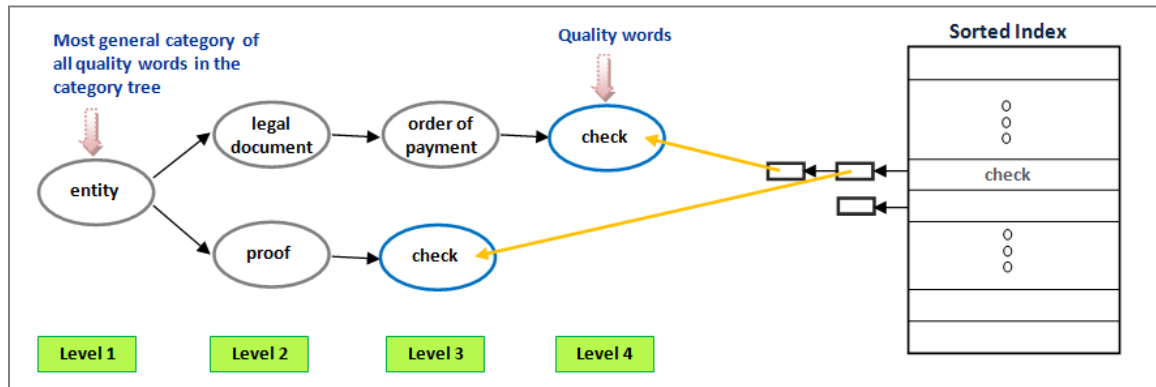 Most general category of
all quality words in the
category tree
Quality words
Sorted Index
legal
document
order of
payment
check
entity
check
proof
check
Level 1
Level 2
Level 3
Level 4